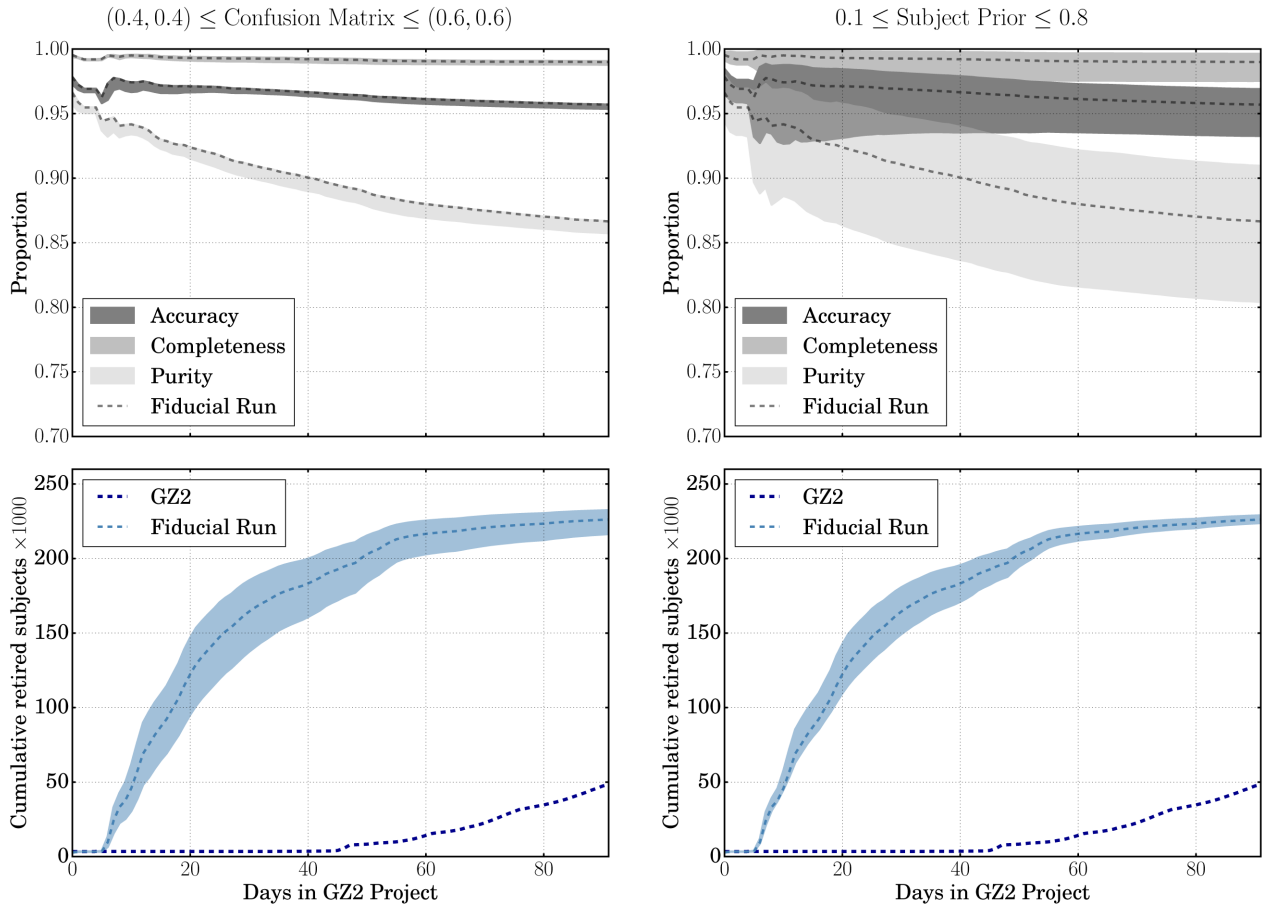 (0.4, 0.4) ≤ Confusion Matrix ≤ (0.6, 0.6)
1.00
0.95
0.90
0.85
0.80
0.75
0.70
Proportion
Accuracy
Completeness
Purity
Fiducial Run
0.1 ≤ Subject Prior ≤ 0.8
1.00
0.95
0.90
0.85
0.80
0.75
0.70
Proportion
Accuracy
Completeness
Purity
Fiducial Run
250
200
150
100
50
0
Cumulative retired subjects ×1000
GZ2
Fiducial Run
0 20 40 60 80
Days in GZ2 Project
250
200
150
100
50
0
Cumulative retired subjects ×1000
GZ2
Fiducial Run
0 20 40 60 80
Days in GZ2 Project